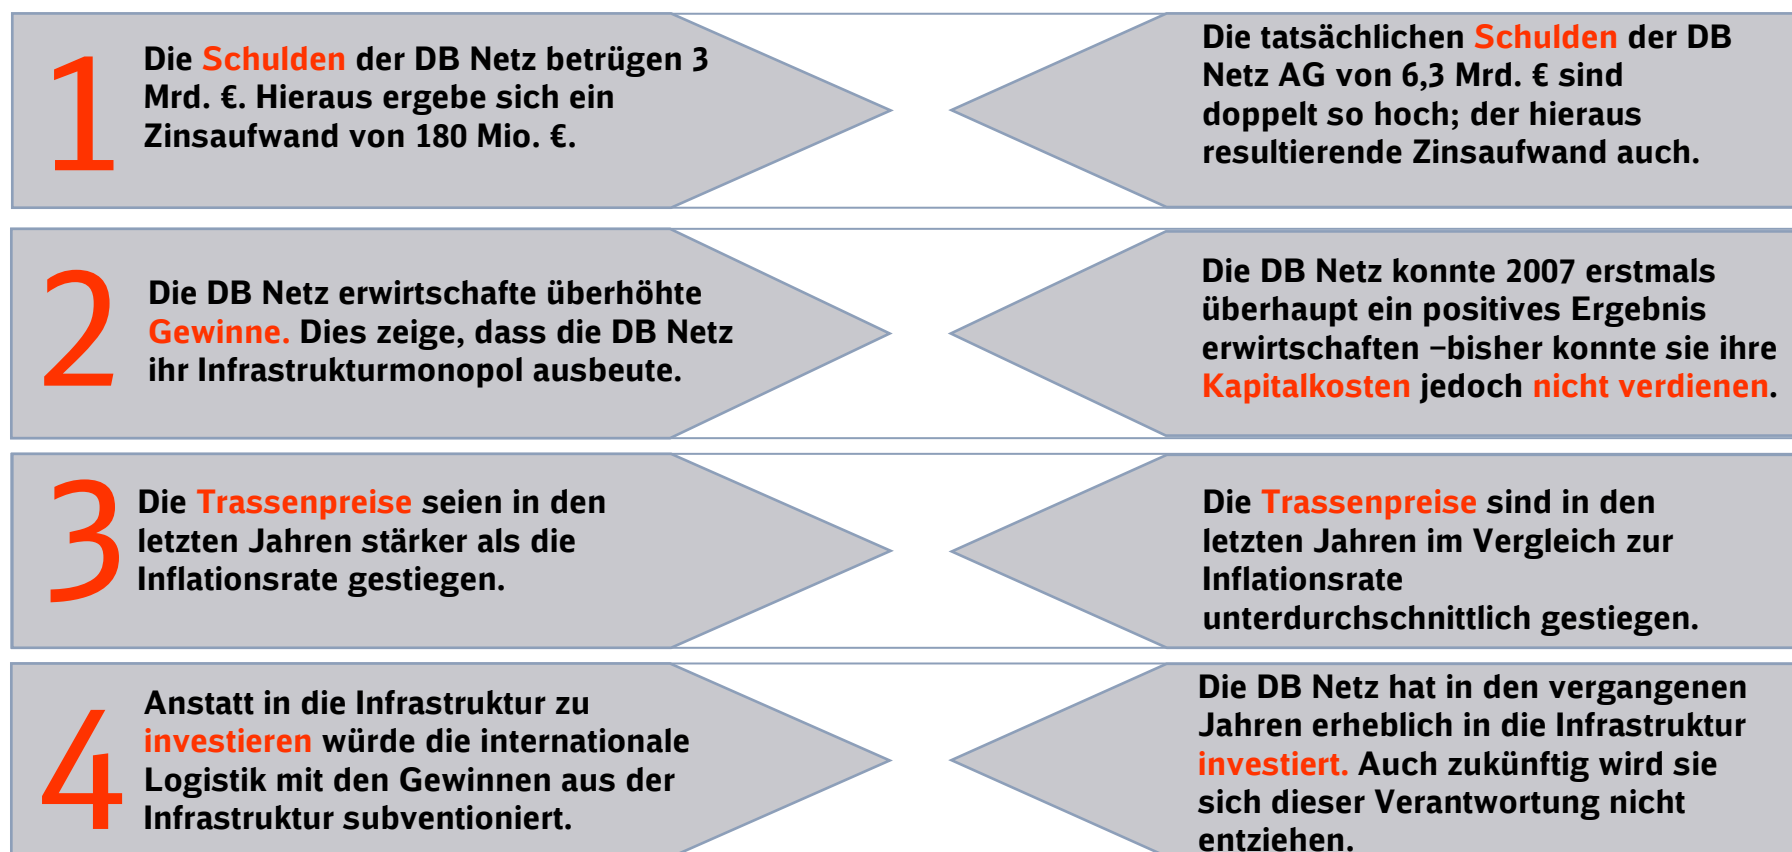 1
Die Schulden der DB Netz betrügen 3
Mrd. €. Hieraus ergebe sich ein
Zinsaufwand von 180 Mio. €.
Die tatsächlichen Schulden der DB
Netz AG von 6,3 Mrd. € sind
doppelt so hoch; der hieraus
resultierende Zinsaufwand auch.
2
Die DB Netz erwirtschafte überhöhte
Gewinne. Dies zeige, dass die DB Netz
ihr Infrastrukturmonopol ausbeute.
Die DB Netz konnte 2007 erstmals
überhaupt ein positives Ergebnis
erwirtschaften –bisher konnte sie ihre
Kapitalkosten jedoch nicht verdienen.
3
Die Trassenpreise seien in den
letzten Jahren stärker als die
Inflationsrate gestiegen.
Die Trassenpreise sind in den
letzten Jahren im Vergleich zur
Inflationsrate
unterdurchschnittlich gestiegen.
4
Anstatt in die Infrastruktur zu
investieren würde die internationale
Logistik mit den Gewinnen aus der
Infrastruktur subventioniert.
Die DB Netz hat in den vergangenen
Jahren erheblich in die Infrastruktur
investiert. Auch zukünftig wird sie
sich dieser Verantwortung nicht
entziehen.